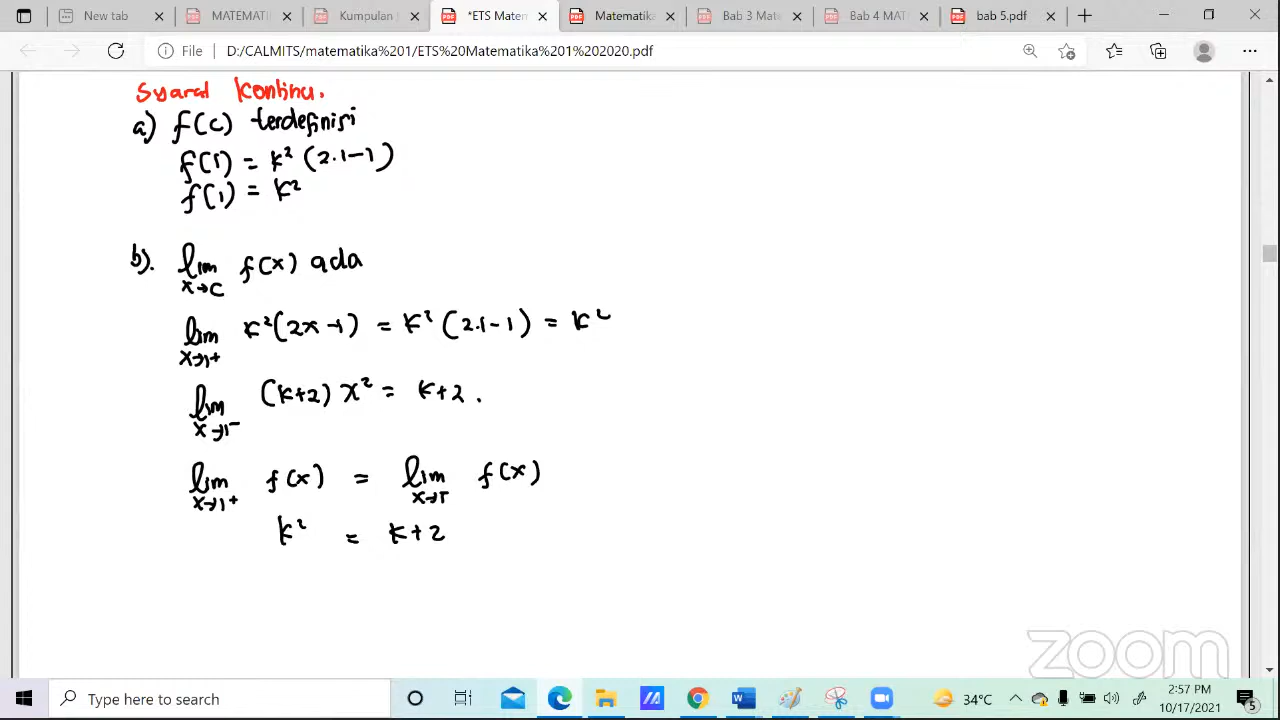 New tab
MATEMATI
Kumpulan
*ETS Matem
Matematika
Bab 3 Mate
Bab 4 MAT
bab 5.pdf
File
D:/CALMITS/matematika%201/ETS%20Matematika%201%202020.pdf
Syarat kontinu.
a) f(c) terdefinisi
f(1) = k² (2.1-1)
f(1) = k²
b). lim f(x) ada
x→c
lim k²(2x-1) = k² (2.1-1) = k²
x→1+
lim (k+2) x² = k+2.
x→1-
lim f(x) = lim f(x)
x→1+ x→1-
k² = k+2
zoom
Type here to search
34°C
2:57 PM
10/17/2021
5